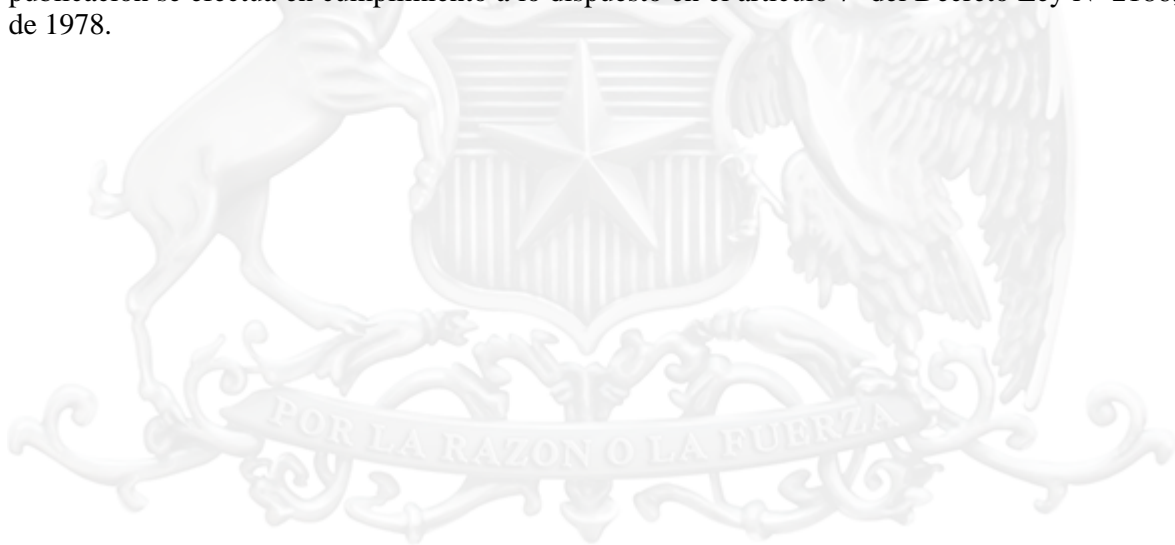 publicación se efectúa en cumplimiento a lo dispuesto en el artículo 7° del Decreto Ley N° 2186,
de 1978.
POR LA RAZON O LA FUERZA